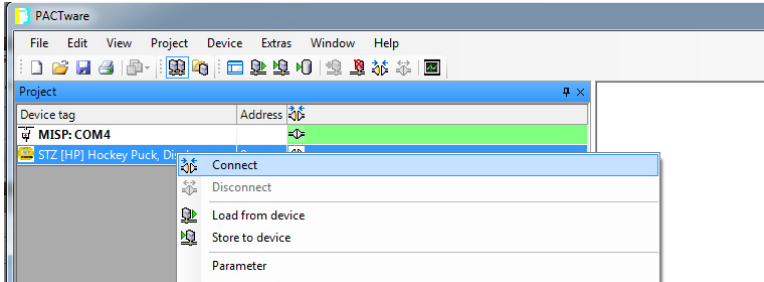 PACTware
File Edit View Project Device Extras Window Help
Project
Device tag Address
MISP: COM4
STZ [HP] Hockey Puck,
Connect
Disconnect
Load from device
Store to device
Parameter